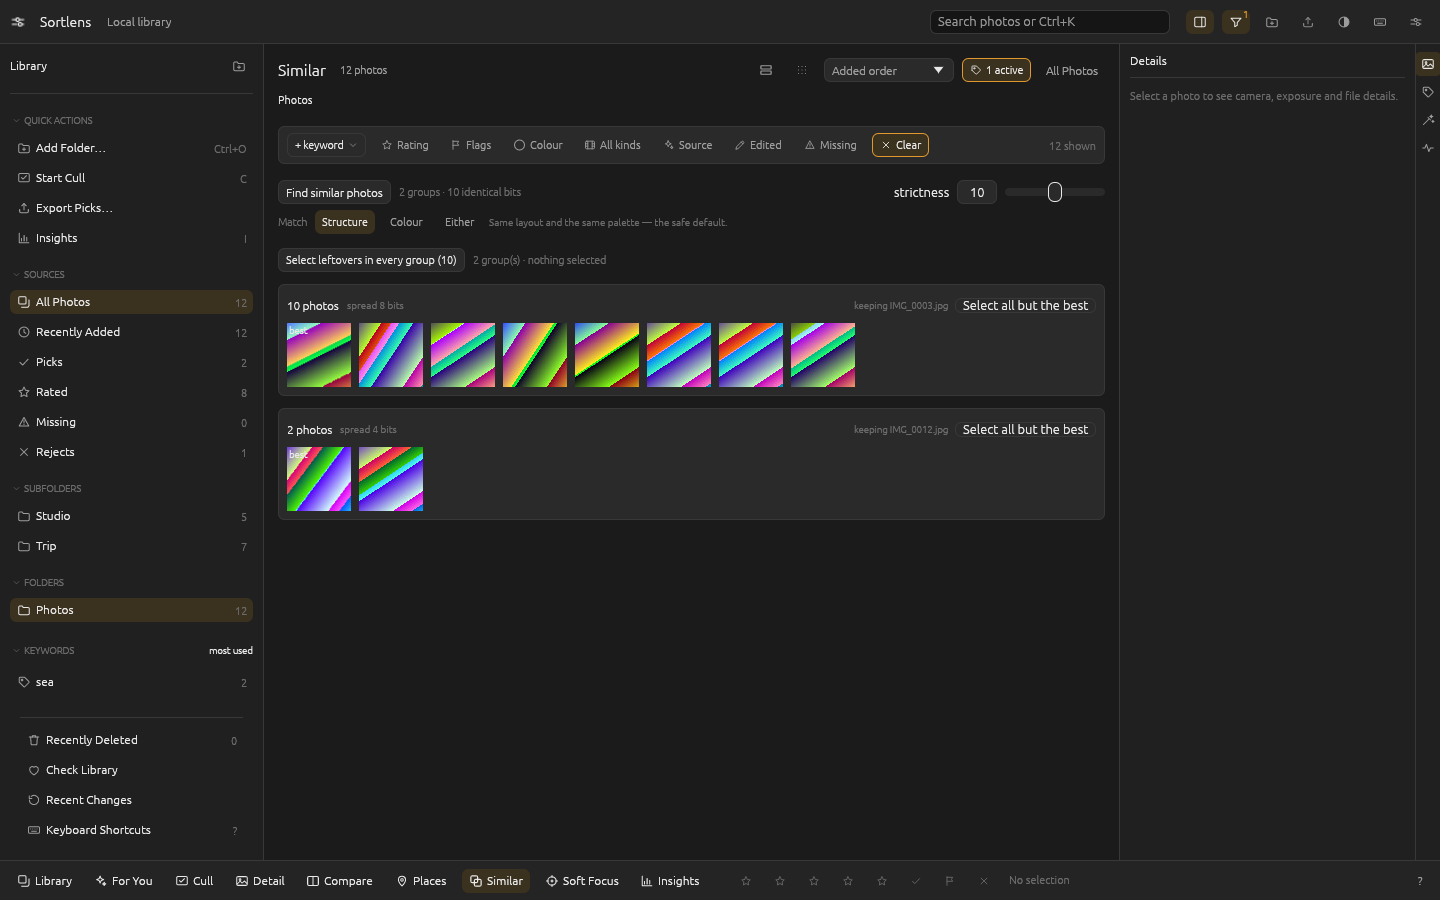 Sortlens Local library
Search photos or Ctrl+K
1
Library
QUICK ACTIONS
Add Folder... Ctrl+O
Start Cull C
Export Picks...
Insights I
SOURCES
All Photos 12
Recently Added 12
Picks 2
Rated 8
Missing 0
Rejects 1
SUBFOLDERS
Studio 5
Trip 7
FOLDERS
Photos 12
KEYWORDS most used
sea 2
Recently Deleted 0
Check Library
Recent Changes
Keyboard Shortcuts ?
Similar 12 photos
Added order
1 active
All Photos
Photos
+ keyword Rating Flags Colour All kinds Source Edited Missing Clear 12 shown
Find similar photos 2 groups · 10 identical bits strictness 10
Match Structure Colour Either Same layout and the same palette — the safe default.
Select leftovers in every group (10) 2 group(s) · nothing selected
10 photos spread 8 bits keeping IMG_0003.jpg Select all but the best
best
2 photos spread 4 bits keeping IMG_0012.jpg Select all but the best
best
Details
Select a photo to see camera, exposure and file details.
Library For You Cull Detail Compare Places Similar Soft Focus Insights No selection ?